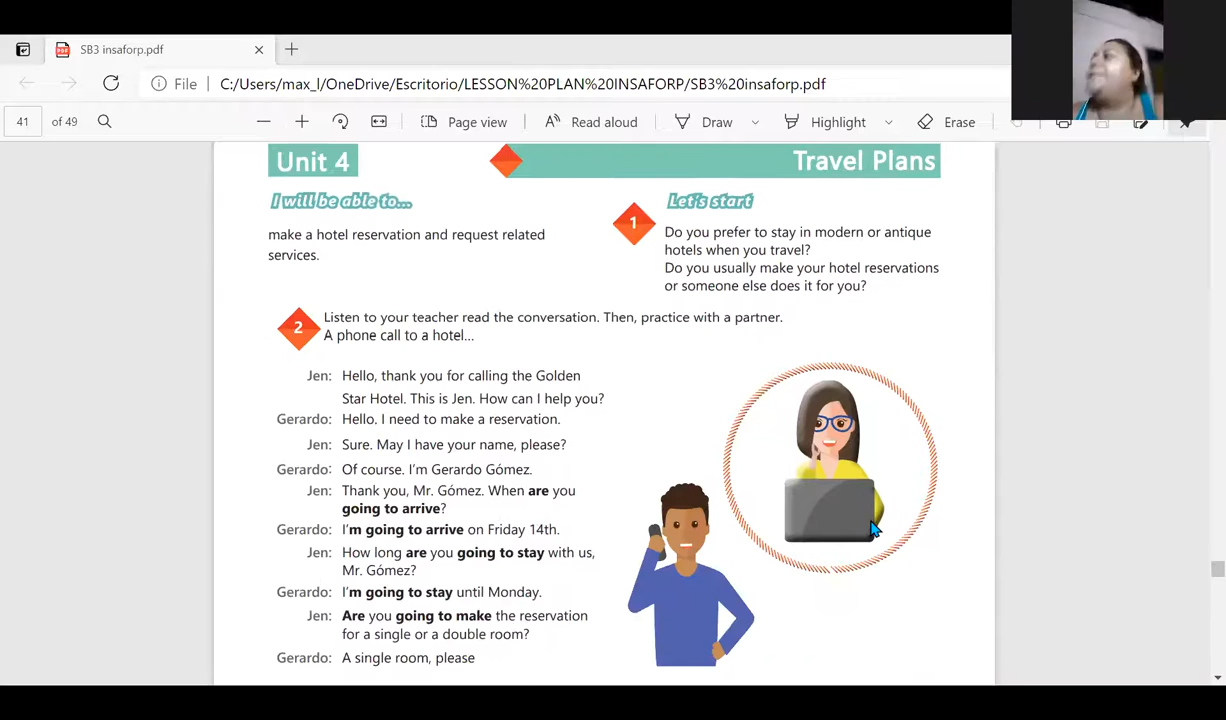 SB3 insaforp.pdf
File C:/Users/max_l/OneDrive/Escritorio/LESSON%20PLAN%20INSAFORP/SB3%20insaforp.pdf
41 of 49 Page view Read aloud Draw Highlight Erase
Unit 4 Travel Plans
I will be able to...
make a hotel reservation and request related
services.
Let's start
1
Do you prefer to stay in modern or antique
hotels when you travel?
Do you usually make your hotel reservations
or someone else does it for you?
2
Listen to your teacher read the conversation. Then, practice with a partner.
A phone call to a hotel...
Jen: Hello, thank you for calling the Golden
Star Hotel. This is Jen. How can I help you?
Gerardo: Hello. I need to make a reservation.
Jen: Sure. May I have your name, please?
Gerardo: Of course. I'm Gerardo Gómez.
Jen: Thank you, Mr. Gómez. When are you
going to arrive?
Gerardo: I'm going to arrive on Friday 14th.
Jen: How long are you going to stay with us,
Mr. Gómez?
Gerardo: I'm going to stay until Monday.
Jen: Are you going to make the reservation
for a single or a double room?
Gerardo: A single room, please